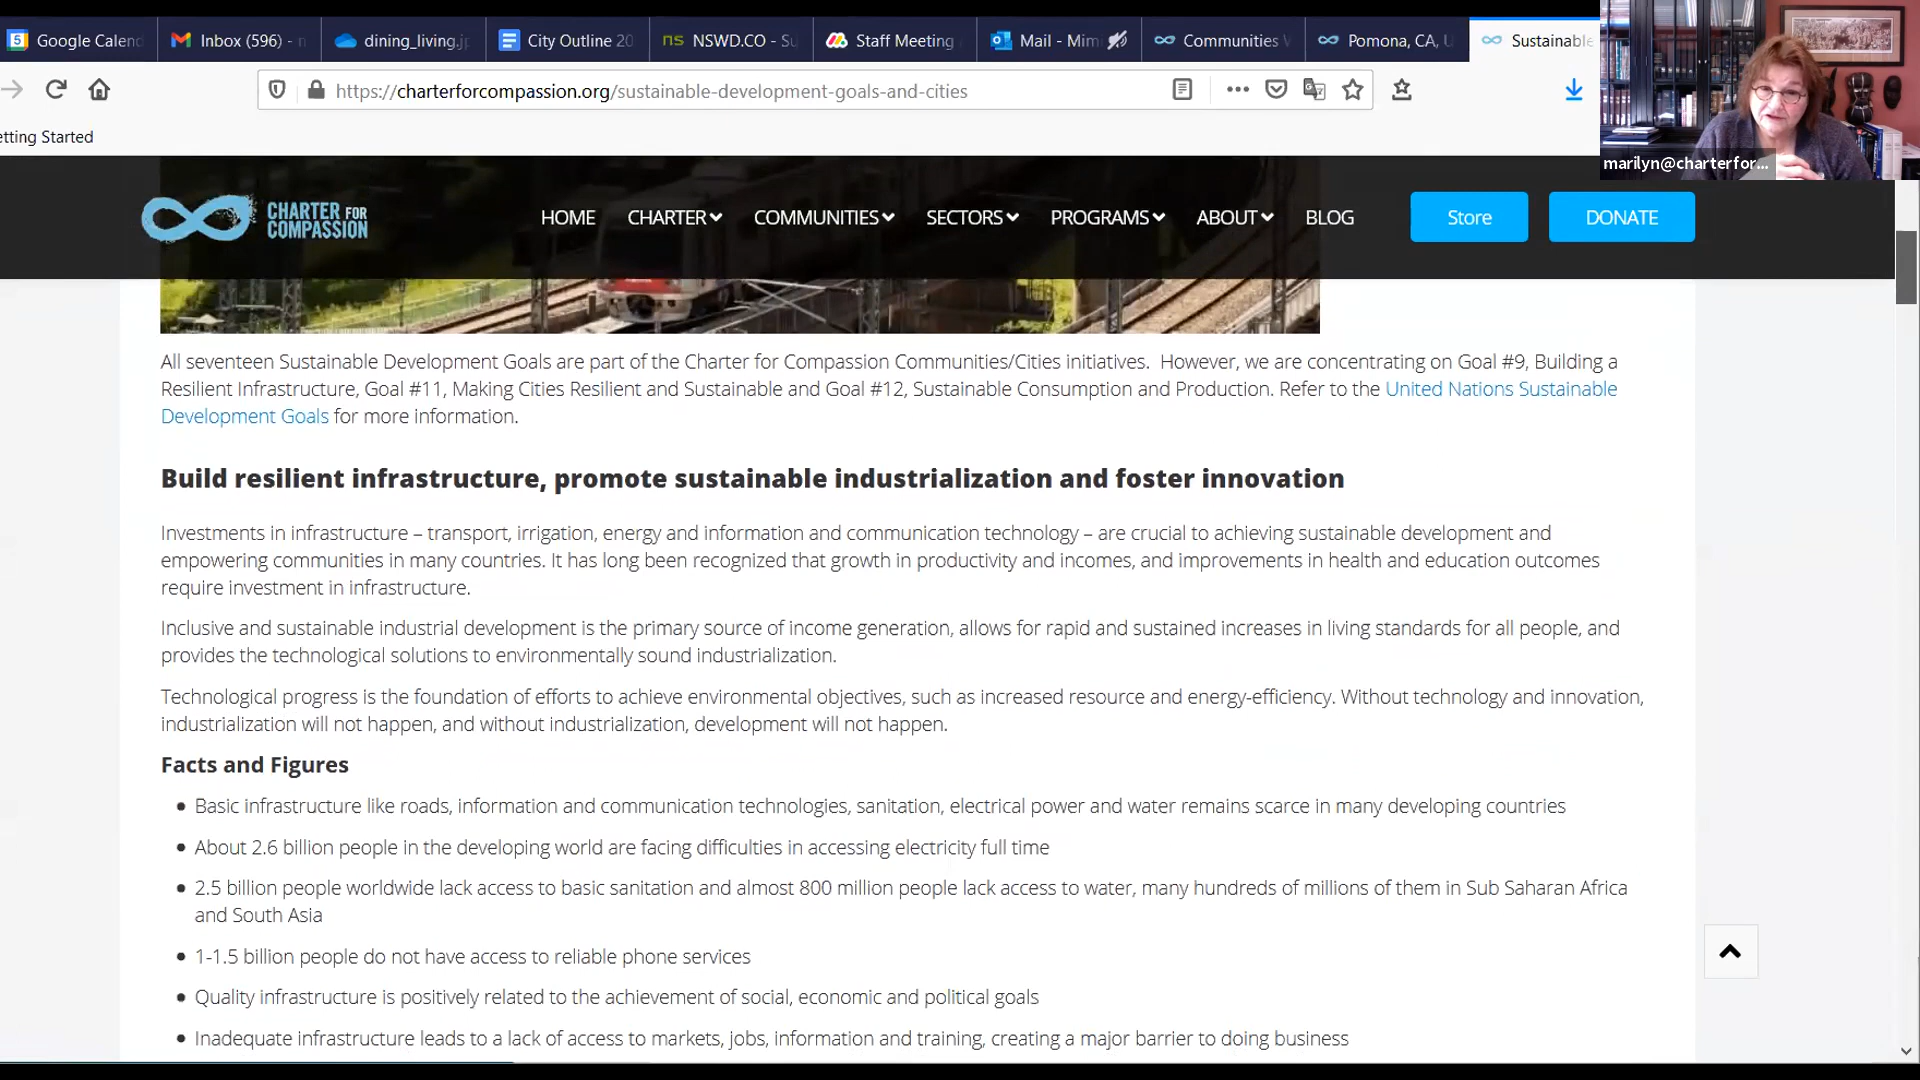 Google Calen
Inbox (596) -
dining_living.j
City Outline 20
NSWD.CO - Su
Staff Meeting
Mail - Mim
Communities
Pomona, CA, U
Sustainable
https://charterforcompassion.org/sustainable-development-goals-and-cities
etting Started
marilyn@charterfor...
CHARTER FOR
COMPASSION
HOME CHARTER COMMUNITIES SECTORS PROGRAMS ABOUT BLOG Store DONATE
All seventeen Sustainable Development Goals are part of the Charter for Compassion Communities/Cities initiatives. However, we are concentrating on Goal #9, Building a
Resilient Infrastructure, Goal #11, Making Cities Resilient and Sustainable and Goal #12, Sustainable Consumption and Production. Refer to the United Nations Sustainable
Development Goals for more information.
Build resilient infrastructure, promote sustainable industrialization and foster innovation
Investments in infrastructure – transport, irrigation, energy and information and communication technology – are crucial to achieving sustainable development and
empowering communities in many countries. It has long been recognized that growth in productivity and incomes, and improvements in health and education outcomes
require investment in infrastructure.
Inclusive and sustainable industrial development is the primary source of income generation, allows for rapid and sustained increases in living standards for all people, and
provides the technological solutions to environmentally sound industrialization.
Technological progress is the foundation of efforts to achieve environmental objectives, such as increased resource and energy-efficiency. Without technology and innovation,
industrialization will not happen, and without industrialization, development will not happen.
Facts and Figures
• Basic infrastructure like roads, information and communication technologies, sanitation, electrical power and water remains scarce in many developing countries
• About 2.6 billion people in the developing world are facing difficulties in accessing electricity full time
• 2.5 billion people worldwide lack access to basic sanitation and almost 800 million people lack access to water, many hundreds of millions of them in Sub Saharan Africa
and South Asia
• 1-1.5 billion people do not have access to reliable phone services
• Quality infrastructure is positively related to the achievement of social, economic and political goals
• Inadequate infrastructure leads to a lack of access to markets, jobs, information and training, creating a major barrier to doing business